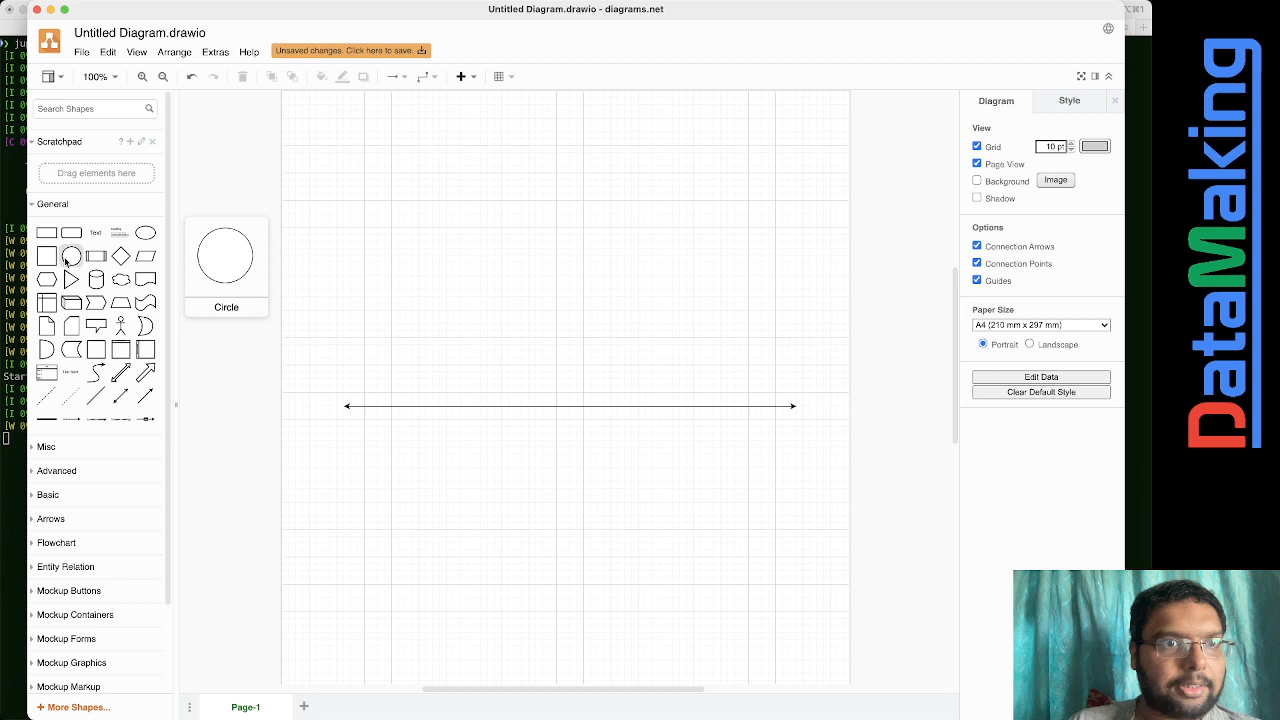 Untitled Diagram.drawio - diagrams.net
⌥⌘1
Untitled Diagram.drawio
File Edit View Arrange Extras Help
Unsaved changes. Click here to save.
100%
Search Shapes
Scratchpad
Drag elements here
General
Text
Circle
Misc
Advanced
Basic
Arrows
Flowchart
Entity Relation
Mockup Buttons
Mockup Containers
Mockup Forms
Mockup Graphics
Mockup Markup
+ More Shapes...
Page-1
Diagram Style
View
Grid 10 pt
Page View
Background Image
Shadow
Options
Connection Arrows
Connection Points
Guides
Paper Size
A4 (210 mm x 297 mm)
Portrait Landscape
Edit Data
Clear Default Style
DataMaking